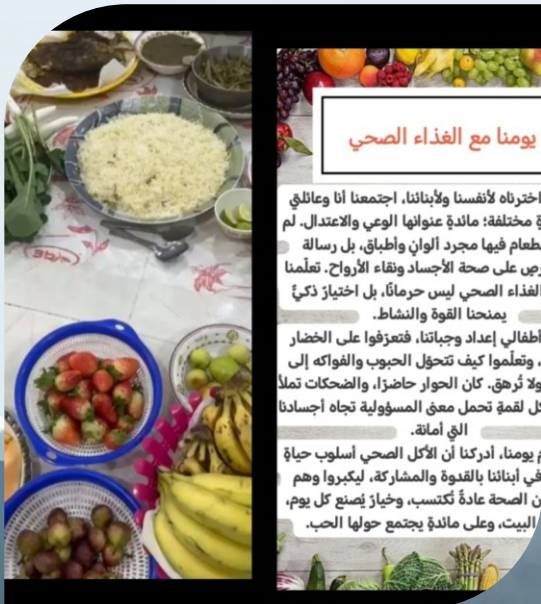 يومنا مع الغذاء الصحي
اخترناه لأنفسنا ولأبنائنا، اجتمعنا أنا وعائلتي
مختلفة؛ مائدةٍ عنوانها الوعي والاعتدال. لم
فيها مجرد ألوانٍ وأطباق، بل رسالة
على صحة الأجساد ونقاء الأرواح. تعلّمنا
الغذاء الصحي ليس حرمانًا، بل اختيارٌ ذكيٌّ
يمنحنا القوة والنشاط.
أطفالي إعداد وجباتنا، فتعرّفوا على الخضار
، وتعلّموا كيف تتحوّل الحبوب والفواكه إلى
ولا تُرهق. كان الحوار حاضرًا، والضحكات تملأ
كل لقمةٍ تحمل معنى المسؤولية تجاه أجسادنا
التي أمانة.
يومنا، أدركنا أن الأكل الصحي أسلوب حياةٍ
في أبنائنا بالقدوة والمشاركة، ليكبروا وهم
الصحة عادةٌ تُكتسب، وخيارٌ يُصنع كل يوم،
البيت، وعلى مائدةٍ يجتمع حولها الحب.